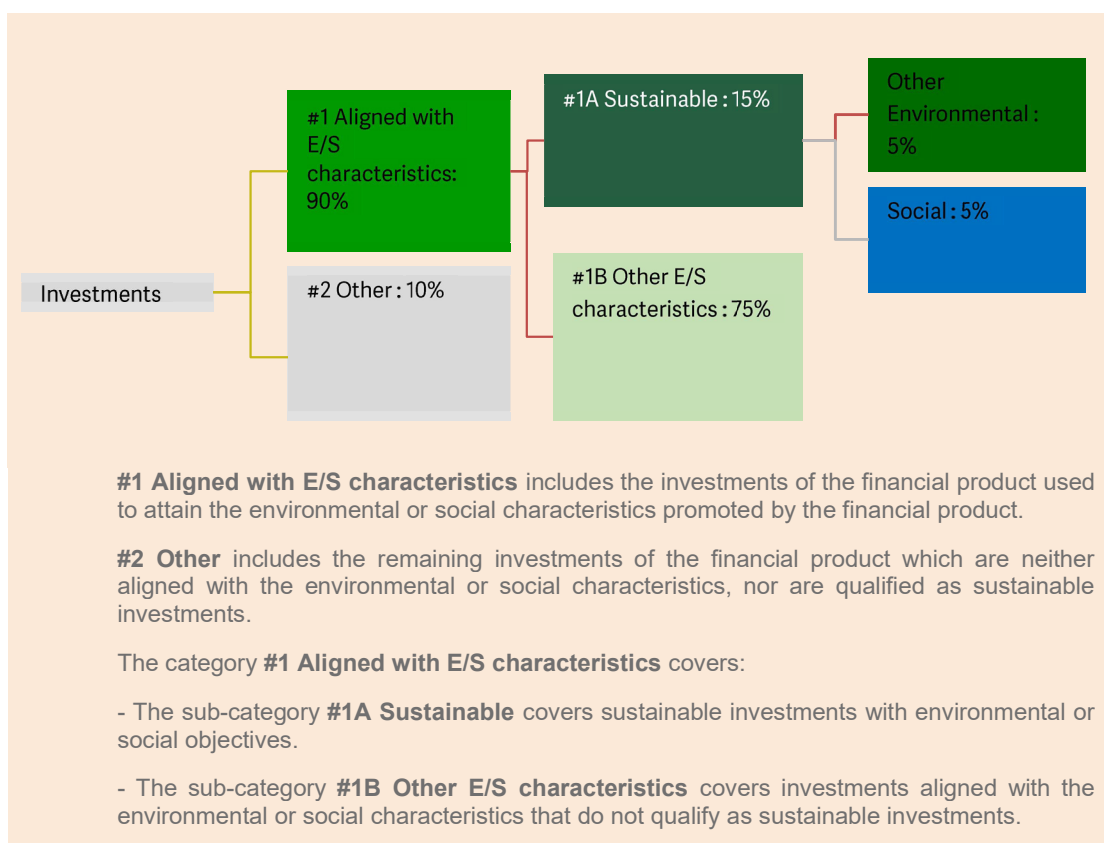 Investments
#1 Aligned with
E/S
characteristics:
90%
#2 Other : 10%
#1A Sustainable : 15%
#1B Other E/S
characteristics : 75%
Other
Environmental :
5%
Social : 5%
#1 Aligned with E/S characteristics includes the investments of the financial product used
to attain the environmental or social characteristics promoted by the financial product.
#2 Other includes the remaining investments of the financial product which are neither
aligned with the environmental or social characteristics, nor are qualified as sustainable
investments.
The category #1 Aligned with E/S characteristics covers:
- The sub-category #1A Sustainable covers sustainable investments with environmental or
social objectives.
- The sub-category #1B Other E/S characteristics covers investments aligned with the
environmental or social characteristics that do not qualify as sustainable investments.